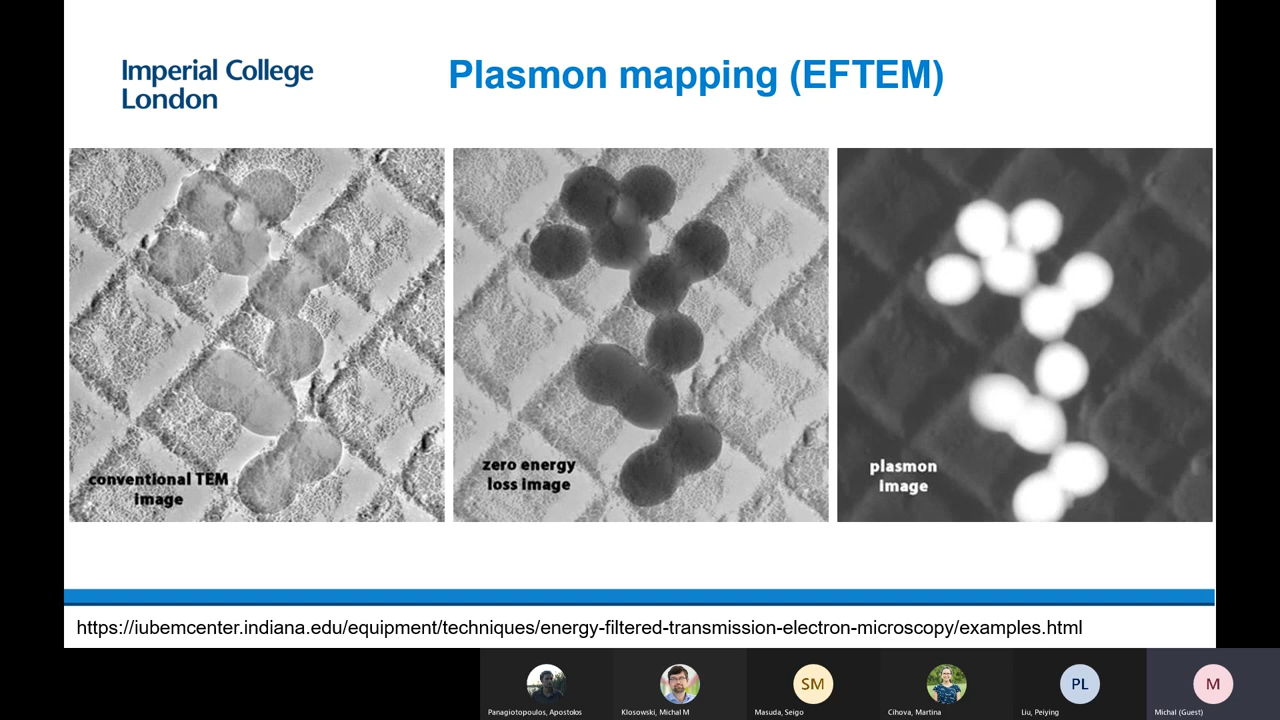 Imperial College
London
Plasmon mapping (EFTEM)
conventional TEM
image
zero energy
loss image
plasmon
image
https://iubemcenter.indiana.edu/equipment/techniques/energy-filtered-transmission-electron-microscopy/examples.html
SM
PL
M
Panagiotopoulos, Apostolos
Klosowski, Michal M
Masuda, Seigo
Cihova, Martina
Liu, Peiying
Michal (Guest)